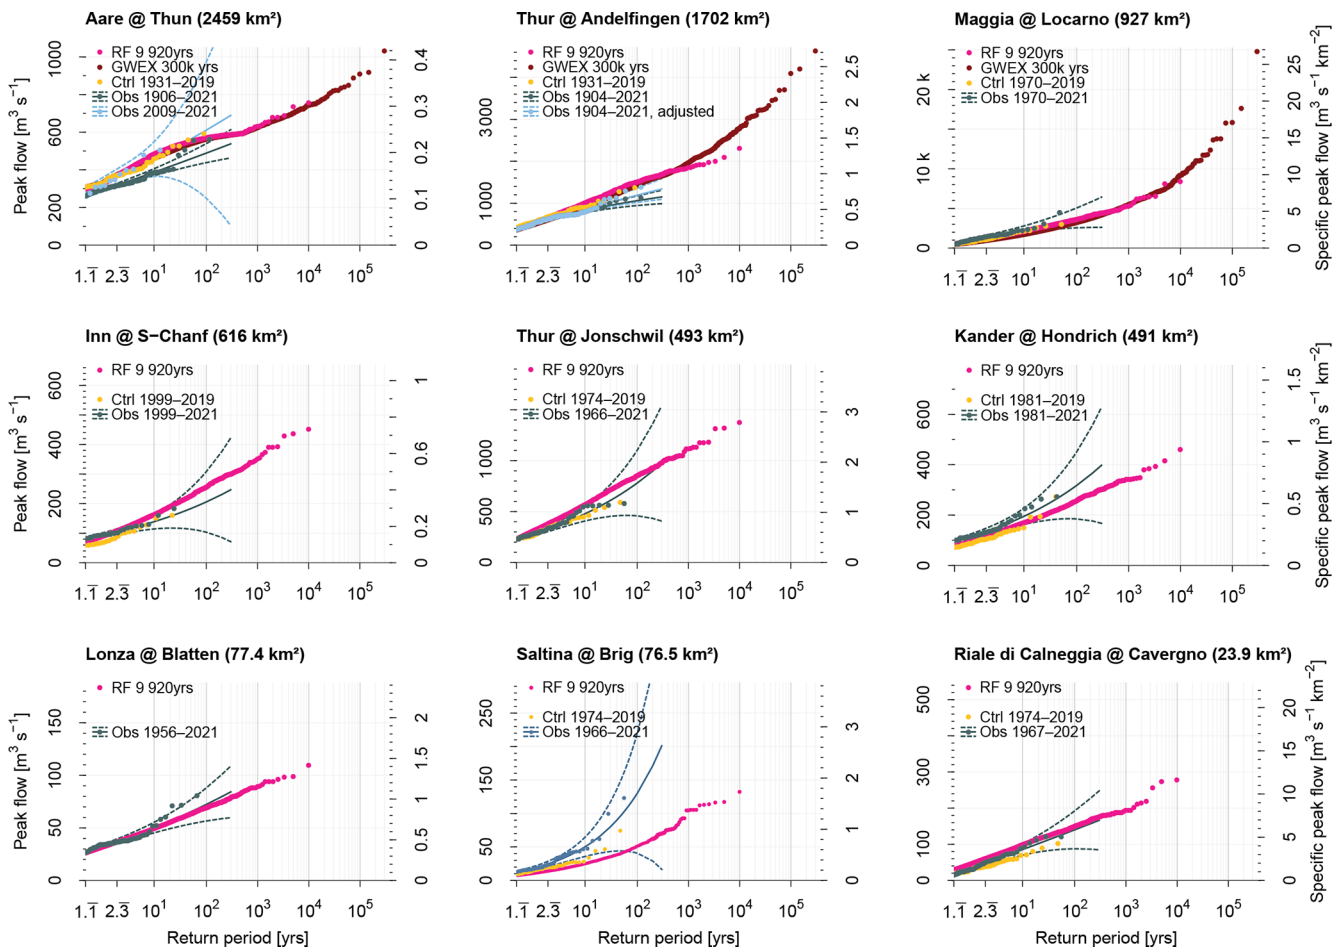 Aare @ Thun (2459 km²)
RF 9 920yrs
GWEX 300k yrs
Ctrl 1931–2019
Obs 1906–2021
Obs 2009–2021
Peak flow [m³ s⁻¹]
0
200
400
600
800
1 000
0
0.1
0.2
0.3
0.4
1.1̅ 2.3̅ 10¹ 10² 10³ 10⁴ 10⁵
Thur @ Andelfingen (1702 km²)
RF 9 920yrs
GWEX 300k yrs
Ctrl 1931–2019
Obs 1904–2021
Obs 1904–2021, adjusted
0
1000
3000
0
0.5
1
1.5
2
2.5
1.1̅ 2.3̅ 10¹ 10² 10³ 10⁴ 10⁵
Maggia @ Locarno (927 km²)
RF 9 920yrs
GWEX 300k yrs
Ctrl 1970–2019
Obs 1970–2021
0
10 k
20 k
0
5
10
15
20
25
Specific peak flow [m³ s⁻¹ km⁻²]
1.1̅ 2.3̅ 10¹ 10² 10³ 10⁴ 10⁵
Inn @ S−Chanf (616 km²)
RF 9 920yrs
Ctrl 1999–2019
Obs 1999–2021
Peak flow [m³ s⁻¹]
0
200
400
600
0
0.2
0.4
0.6
0.8
1
1.1̅ 2.3̅ 10¹ 10² 10³ 10⁴ 10⁵
Thur @ Jonschwil (493 km²)
RF 9 920yrs
Ctrl 1974–2019
Obs 1966–2021
0
500
1000
0
1
2
3
1.1̅ 2.3̅ 10¹ 10² 10³ 10⁴ 10⁵
Kander @ Hondrich (491 km²)
RF 9 920yrs
Ctrl 1981–2019
Obs 1981–2021
0
200
400
600
0
0.5
1
1.5
Specific peak flow [m³ s⁻¹ km⁻²]
1.1̅ 2.3̅ 10¹ 10² 10³ 10⁴ 10⁵
Lonza @ Blatten (77.4 km²)
RF 9 920yrs
Obs 1956–2021
Peak flow [m³ s⁻¹]
0
50
100
150
0
0.5
1
1.5
2
1.1̅ 2.3̅ 10¹ 10² 10³ 10⁴ 10⁵
Return period [yrs]
Saltina @ Brig (76.5 km²)
RF 9 920yrs
Ctrl 1974–2019
Obs 1966–2021
0
50
150
250
0
1
2
3
1.1̅ 2.3̅ 10¹ 10² 10³ 10⁴ 10⁵
Return period [yrs]
Riale di Calneggia @ Cavergno (23.9 km²)
RF 9 920yrs
Ctrl 1974–2019
Obs 1967–2021
0
100
300
500
0
5
10
15
20
Specific peak flow [m³ s⁻¹ km⁻²]
1.1̅ 2.3̅ 10¹ 10² 10³ 10⁴ 10⁵
Return period [yrs]